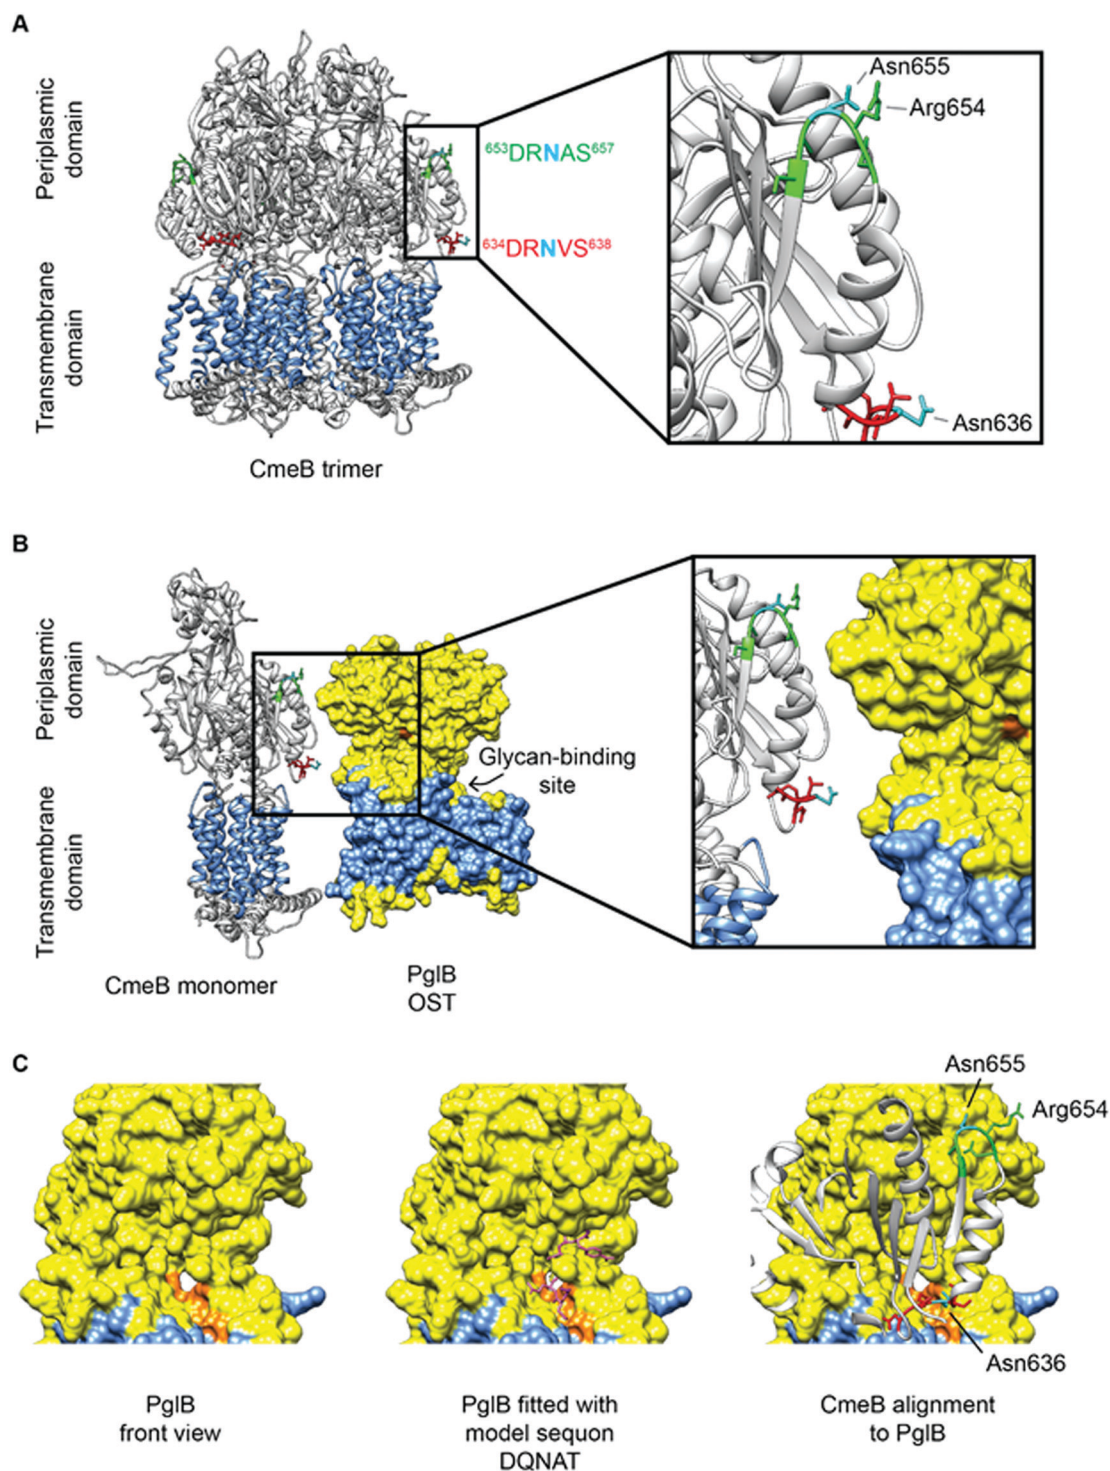 A
Periplasmic
domain
Transmembrane
domain
⁶⁵³DRNAS⁶⁵⁷
⁶³⁴DRNVS⁶³⁸
Asn655
Arg654
Asn636
CmeB trimer
B
Periplasmic
domain
Transmembrane
domain
Glycan-binding
site
CmeB monomer
PglB
OST
C
Asn655
Arg654
Asn636
PglB
front view
PglB fitted with
model sequon
DQNAT
CmeB alignment
to PglB